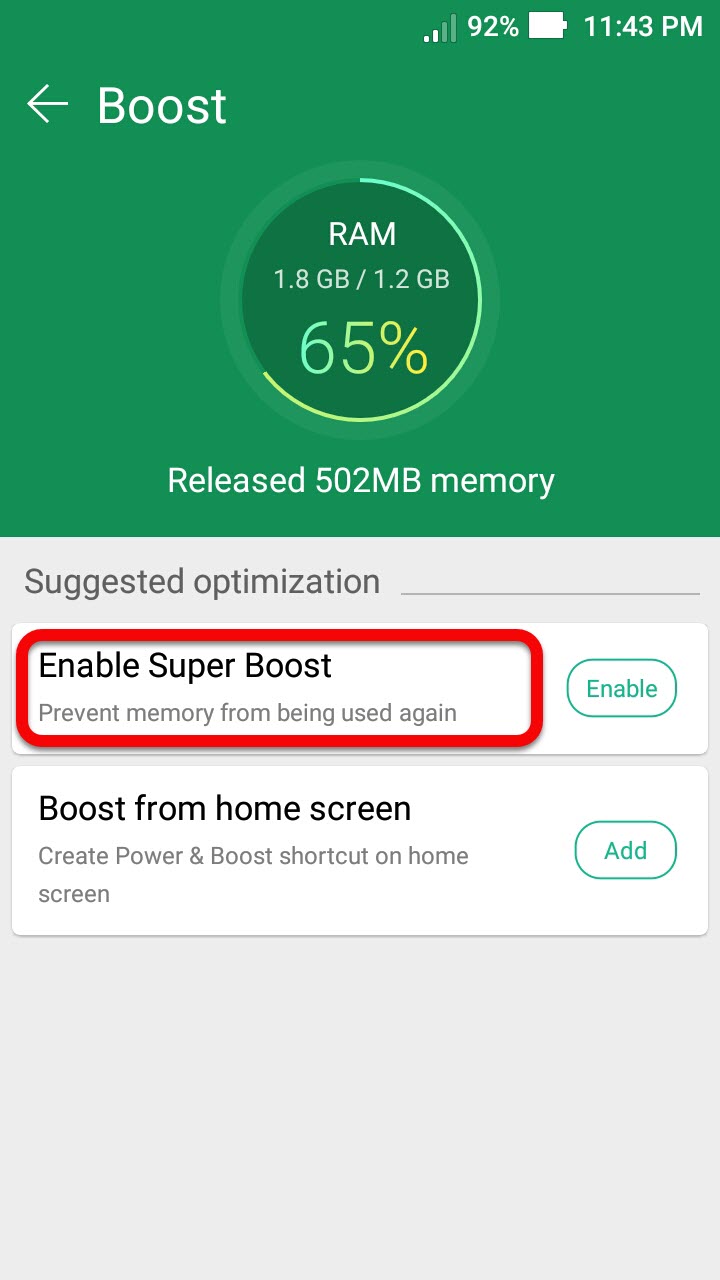 92% 11:43 PM
Boost
RAM
1.8 GB / 1.2 GB
65%
Released 502MB memory
Suggested optimization
Enable Super Boost
Prevent memory from being used again
Enable
Boost from home screen
Create Power & Boost shortcut on home
screen
Add